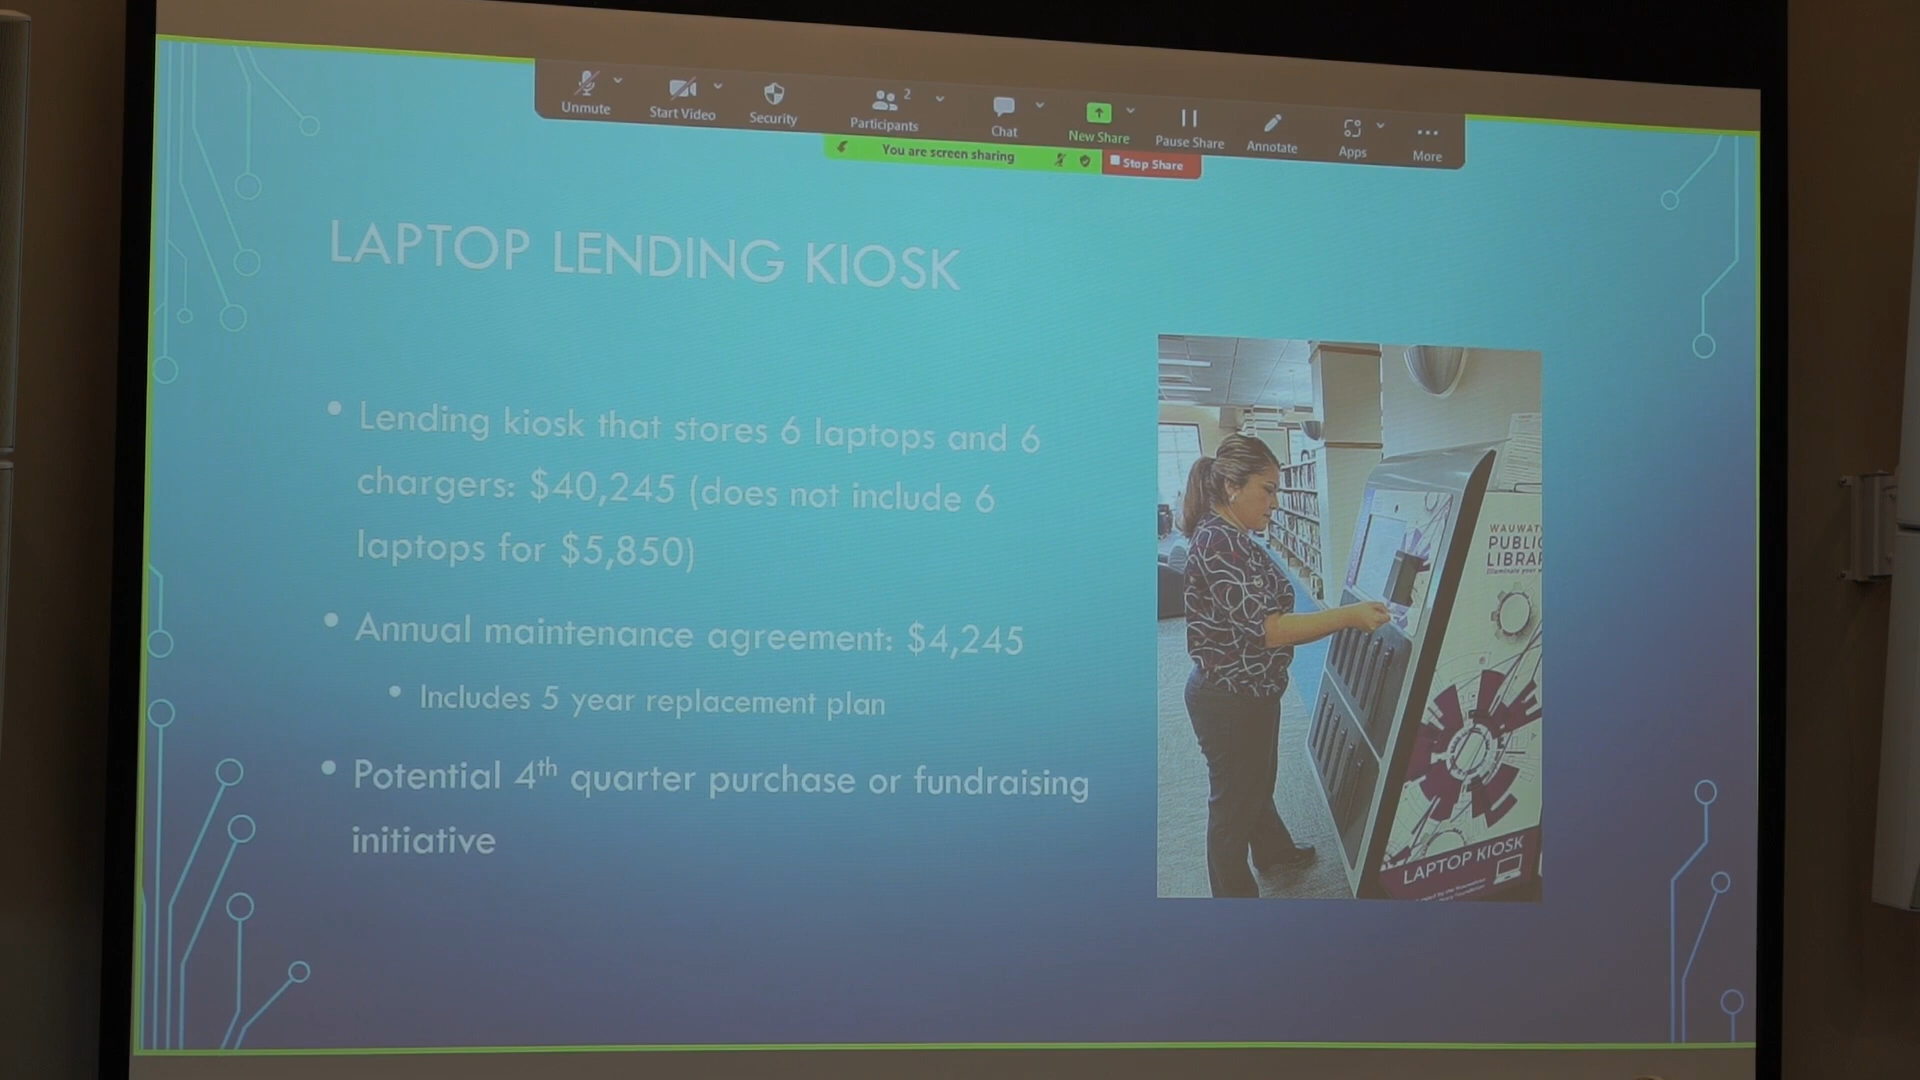 Unmute
Start Video
Security
2
Participants
Chat
New Share
Pause Share
Annotate
Apps
More
You are screen sharing
Stop Share
LAPTOP LENDING KIOSK
• Lending kiosk that stores 6 laptops and 6
chargers: $40,245 (does not include 6
laptops for $5,850)
• Annual maintenance agreement: $4,245
• Includes 5 year replacement plan
• Potential 4th quarter purchase or fundraising
initiative
PUBLIC
LAPTOP KIOSK